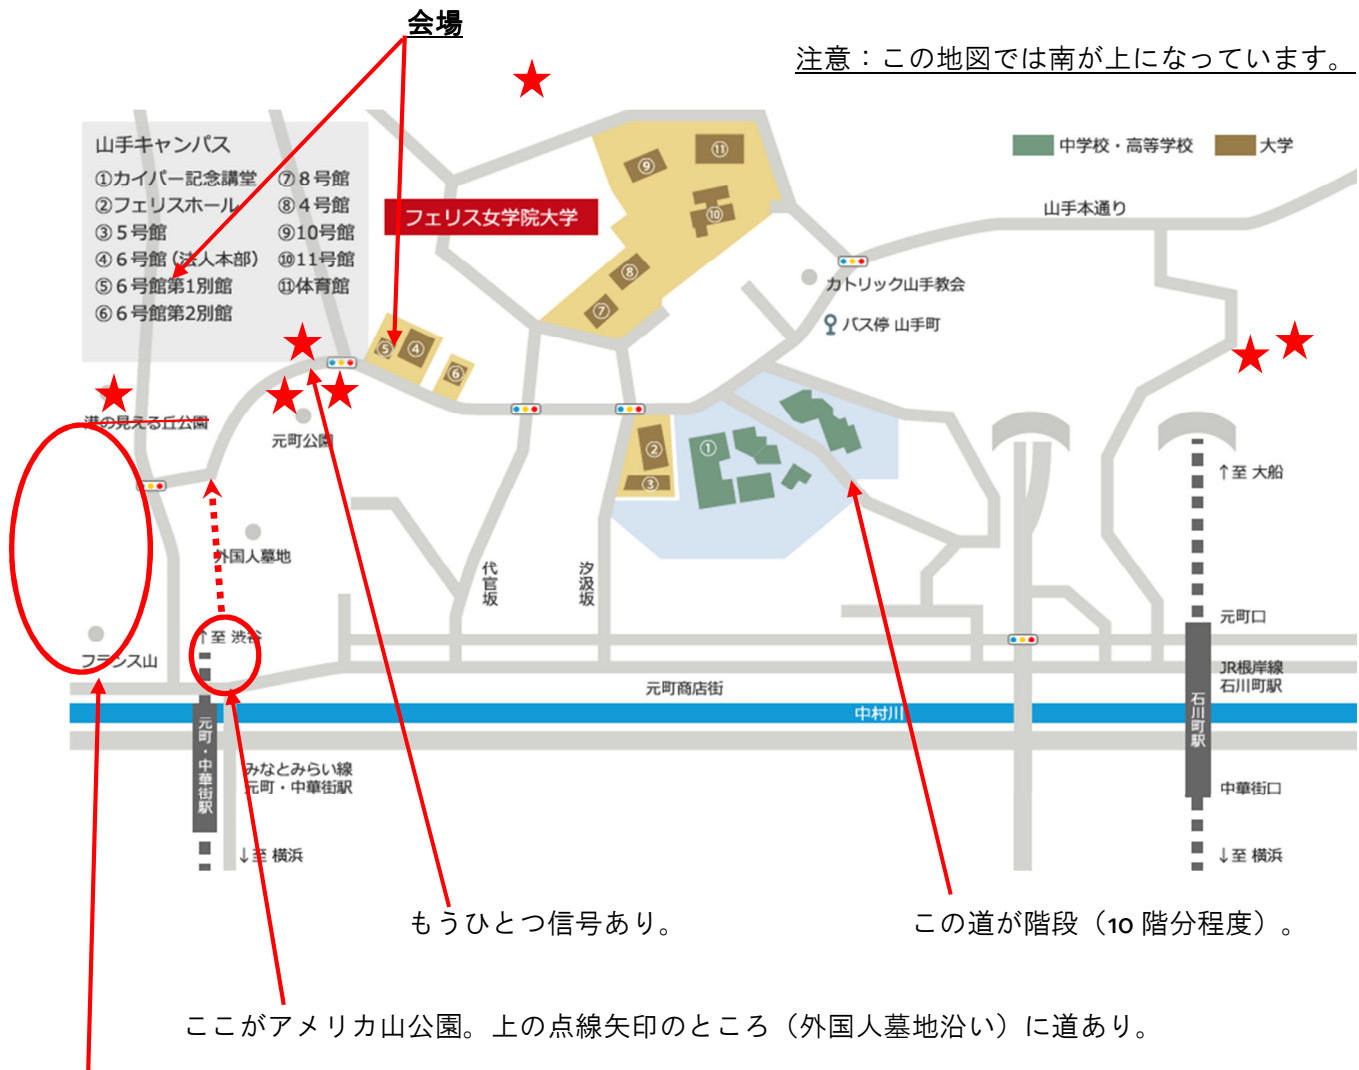 会場
注意：この地図では南が上になっています。
山手キャンパス
①カイパー記念講堂
②フェリスホール
③５号館
④６号館（法人本部）
⑤６号館第1別館
⑥６号館第2別館
⑦８号館
⑧４号館
⑨10号館
⑩11号館
⑪体育館
フェリス女学院大学
中学校・高等学校
大学
⑨
⑪
⑩
⑧
⑦
山手本通り
カトリック山手教会
バス停 山手町
⑤
④
⑥
港の見える丘公園
元町公園
②
③
①
↑至 大船
外国人墓地
代官坂
汐汲坂
↑至 渋谷
フランス山
元町口
JR根岸線
石川町駅
石川町駅
元町商店街
中村川
元町・中華街駅
みなとみらい線
元町・中華街駅
中華街口
↓至 横浜
↓至 横浜
もうひとつ信号あり。
この道が階段（10 階分程度）。
ここがアメリカ山公園。上の点線矢印のところ（外国人墓地沿い）に道あり。